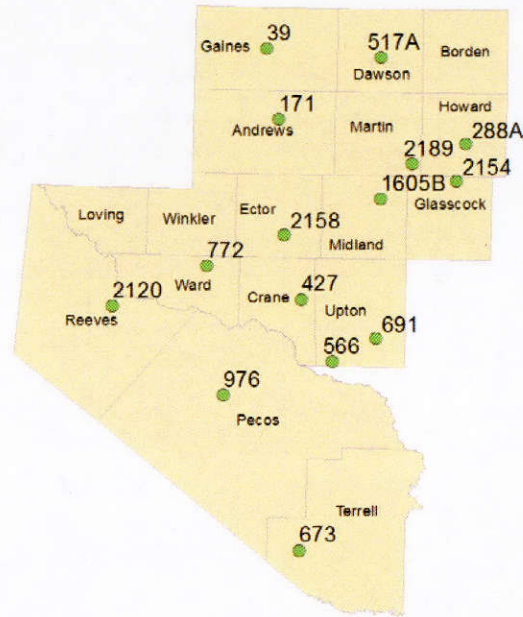 39
517A
Gaines
Borden
Dawson
171
Howard
Andrews
Martin
288A
2189
2154
1605B
Glasscock
Loving
Winkler
Ector
2158
Midland
772
Ward
427
Crane
2120
Upton
Reeves
691
566
976
Pecos
Terrell
673